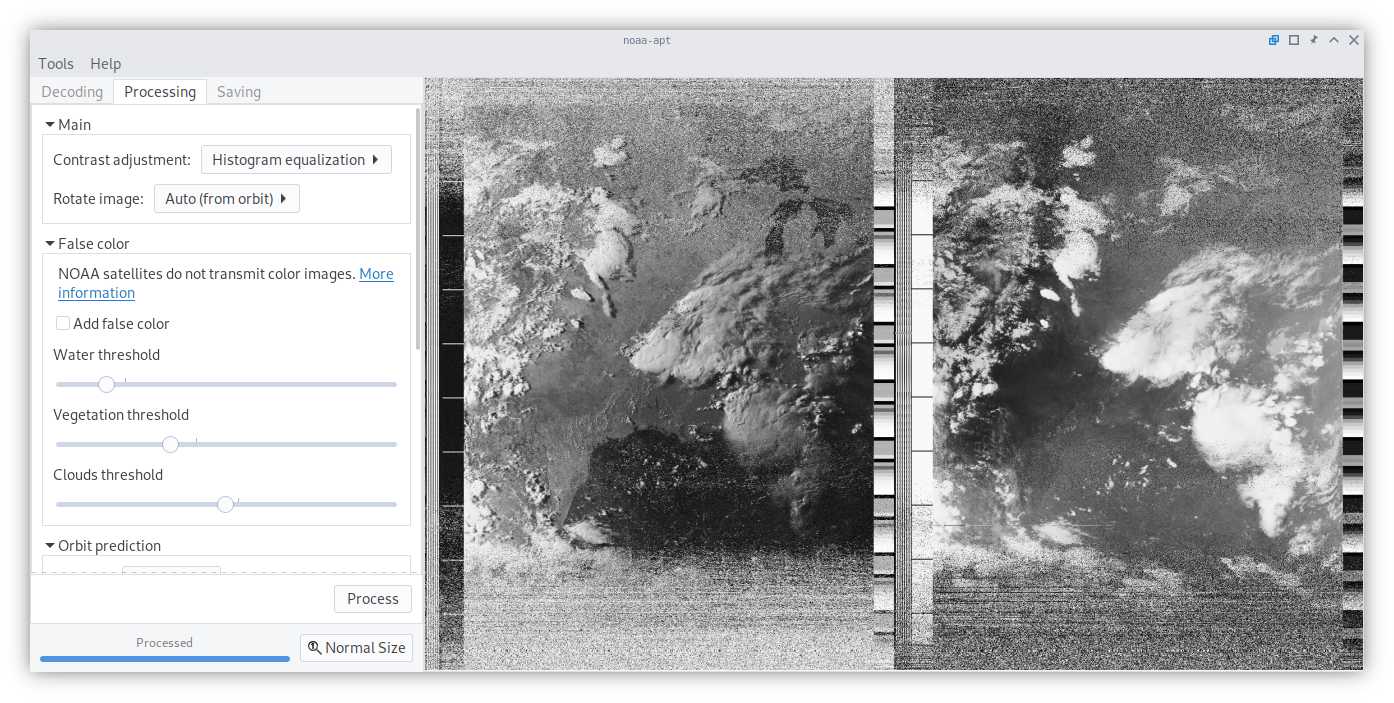 noaa-apt
Tools Help
Decoding Processing Saving
Main
Contrast adjustment: Histogram equalization
Rotate image: Auto (from orbit)
False color
NOAA satellites do not transmit color images. More
information
Add false color
Water threshold
Vegetation threshold
Clouds threshold
Orbit prediction
Process
Processed
Normal Size